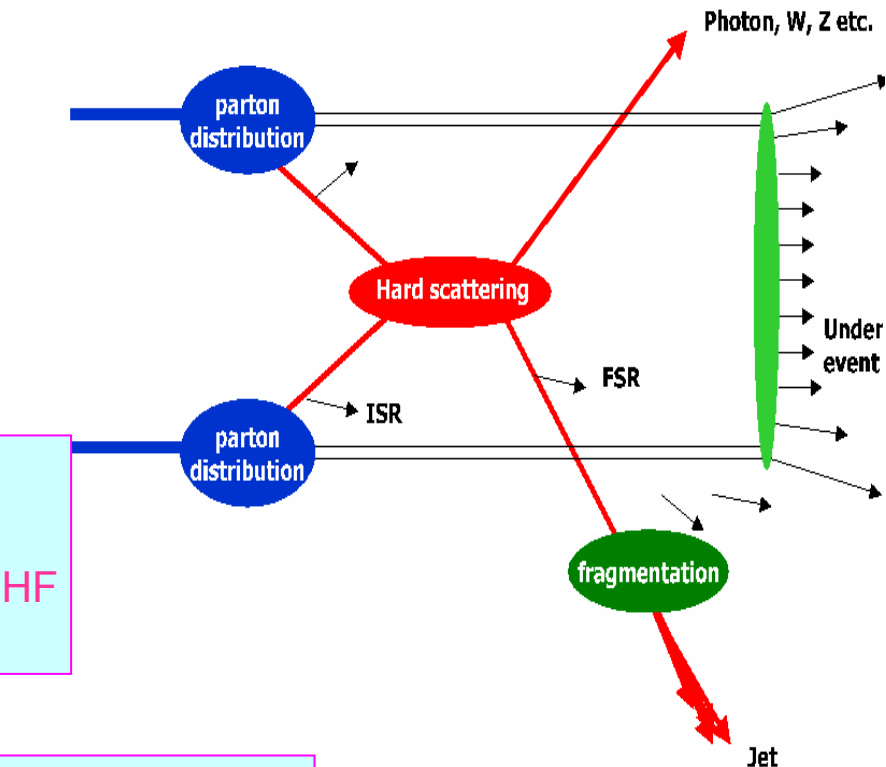 Photon, W, Z etc.
parton
distribution
Hard scattering
Under
event
FSR
ISR
parton
distribution
HF
fragmentation
Jet